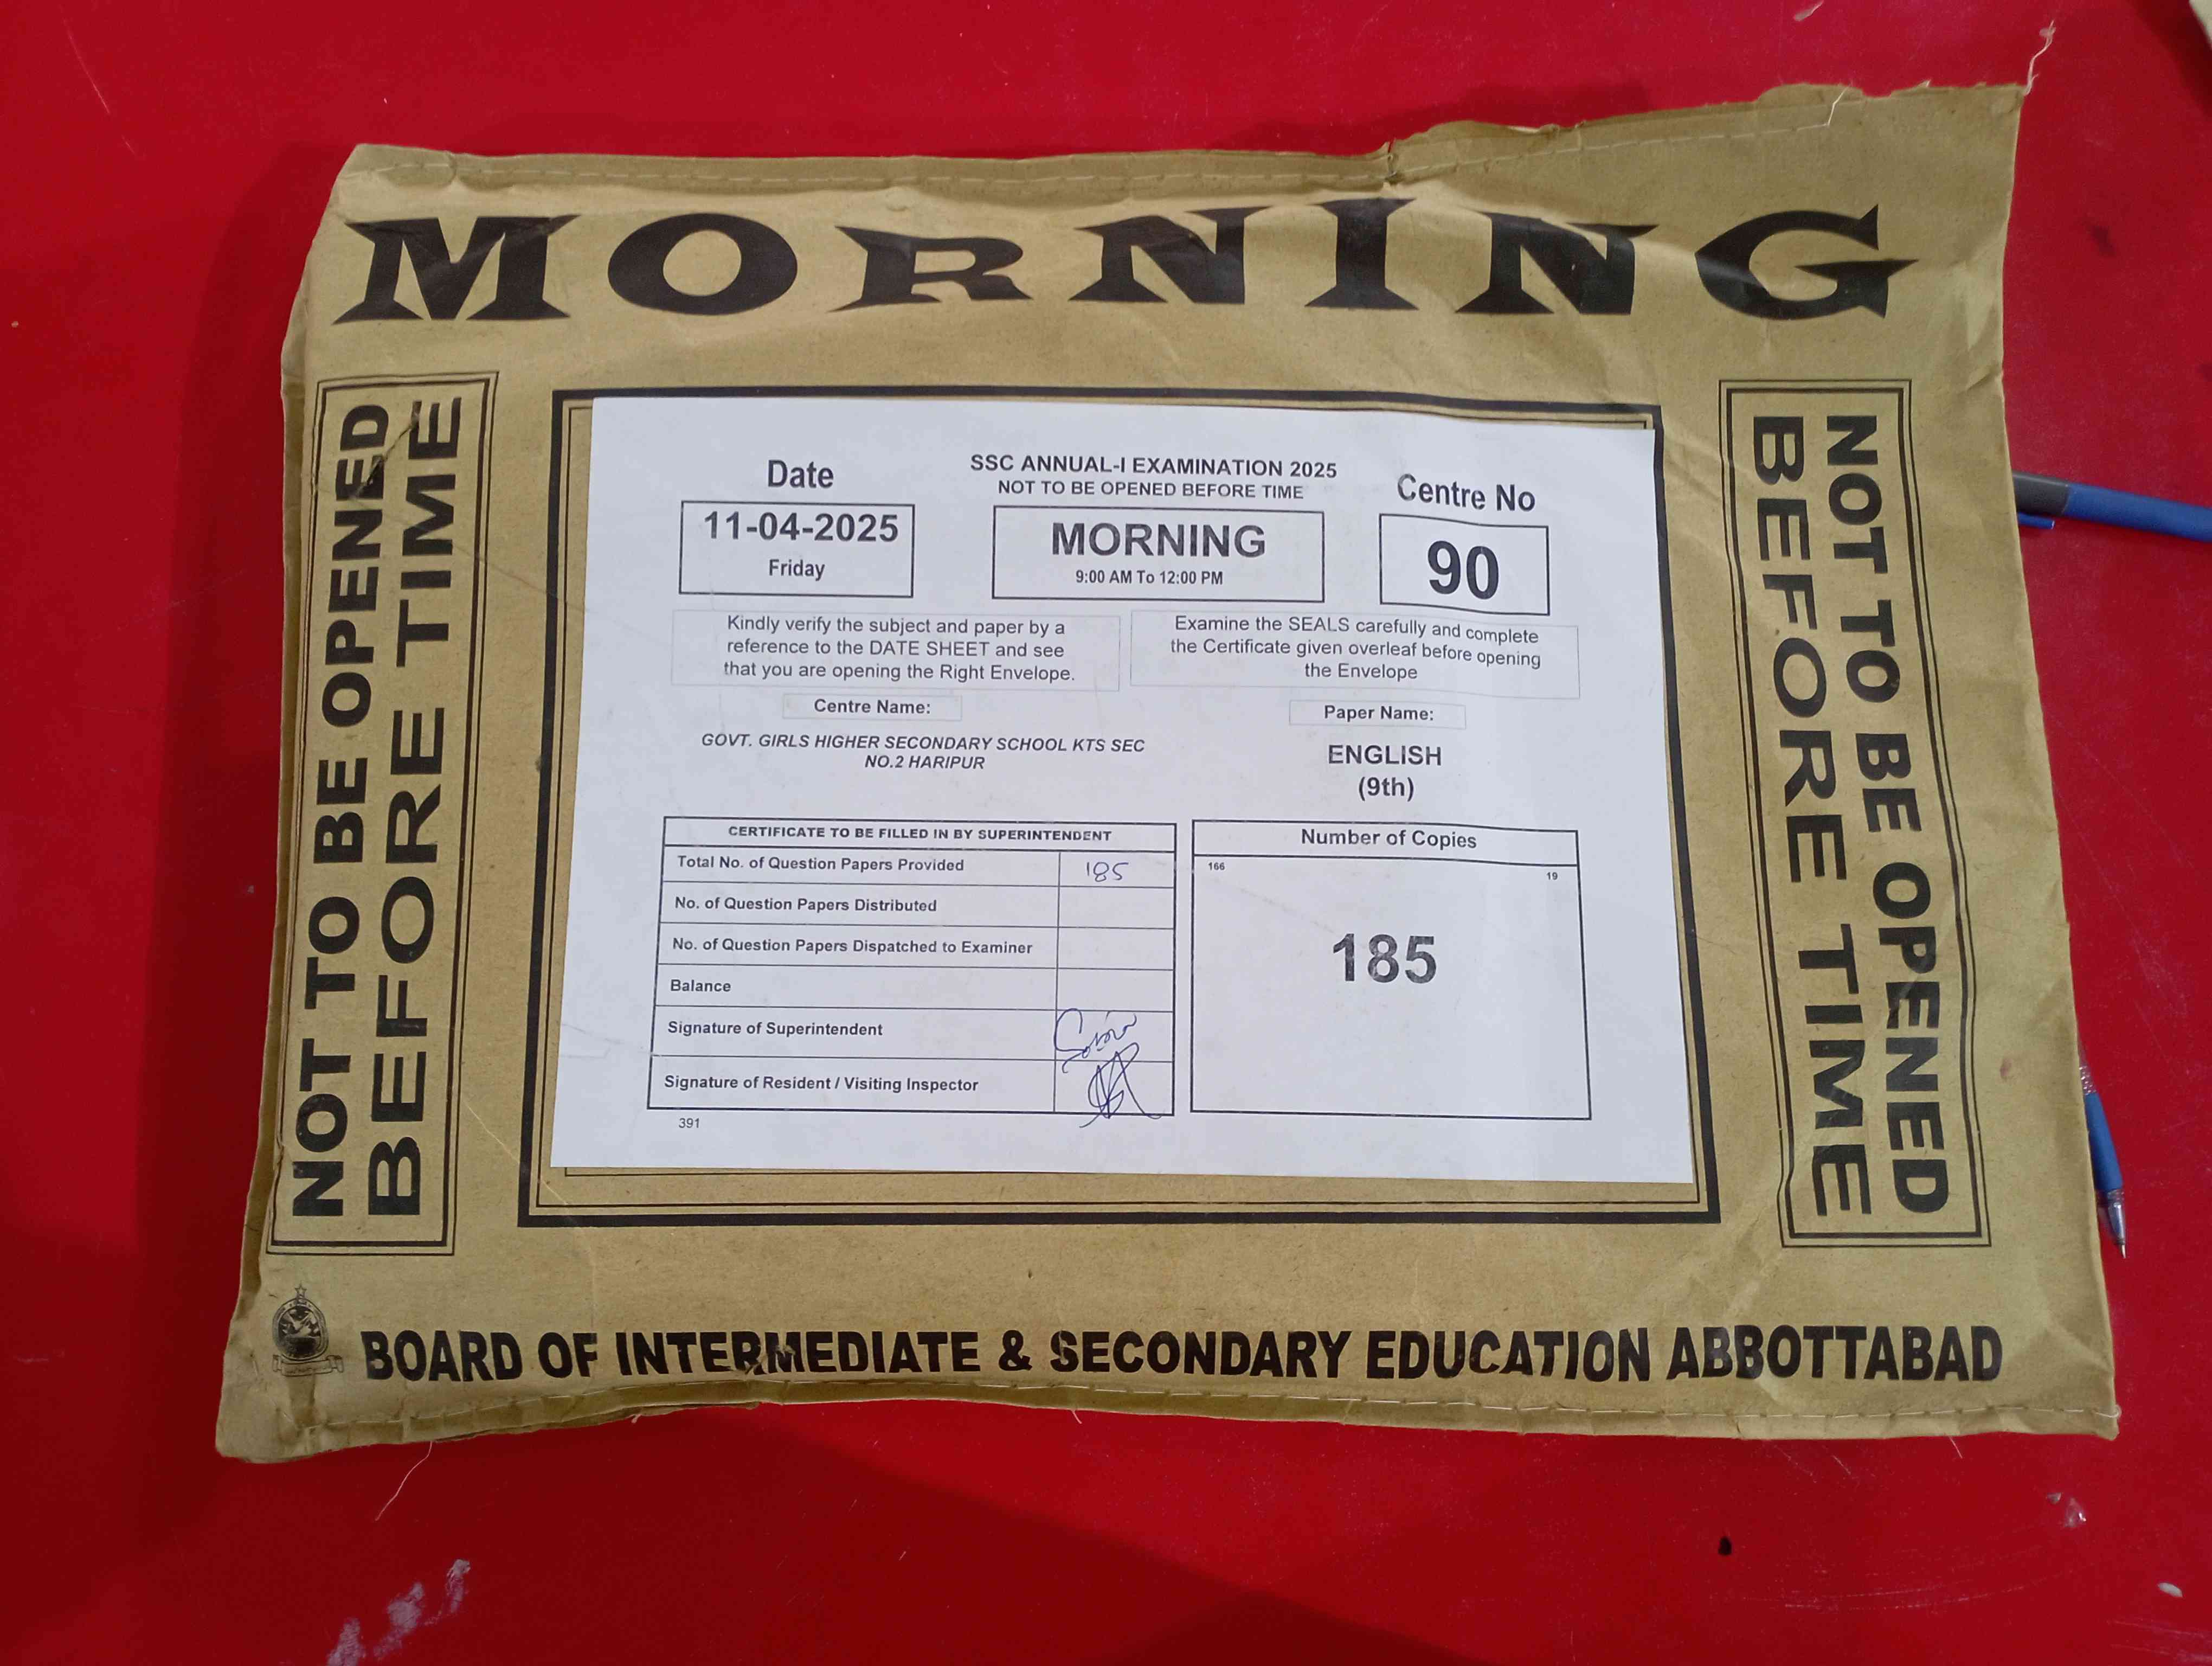 MORNING
NOT TO BE OPENED
BEFORE TIME
Date
11-04-2025
Friday
SSC ANNUAL-I EXAMINATION 2025
NOT TO BE OPENED BEFORE TIME
MORNING
9:00 AM To 12:00 PM
Centre No
90
Kindly verify the subject and paper by a
reference to the DATE SHEET and see
that you are opening the Right Envelope.
Examine the SEALS carefully and complete
the Certificate given overleaf before opening
the Envelope
Centre Name:
GOVT. GIRLS HIGHER SECONDARY SCHOOL KTS SEC
NO.2 HARIPUR
Paper Name:
ENGLISH
(9th)
CERTIFICATE TO BE FILLED IN BY SUPERINTENDENT
Total No. of Question Papers Provided 185
No. of Question Papers Distributed
No. of Question Papers Dispatched to Examiner
Balance
Signature of Superintendent
Signature of Resident / Visiting Inspector
391
Number of Copies
166
19
185
NOT TO BE OPENED
BEFORE TIME
BOARD OF INTERMEDIATE & SECONDARY EDUCATION ABBOTTABAD